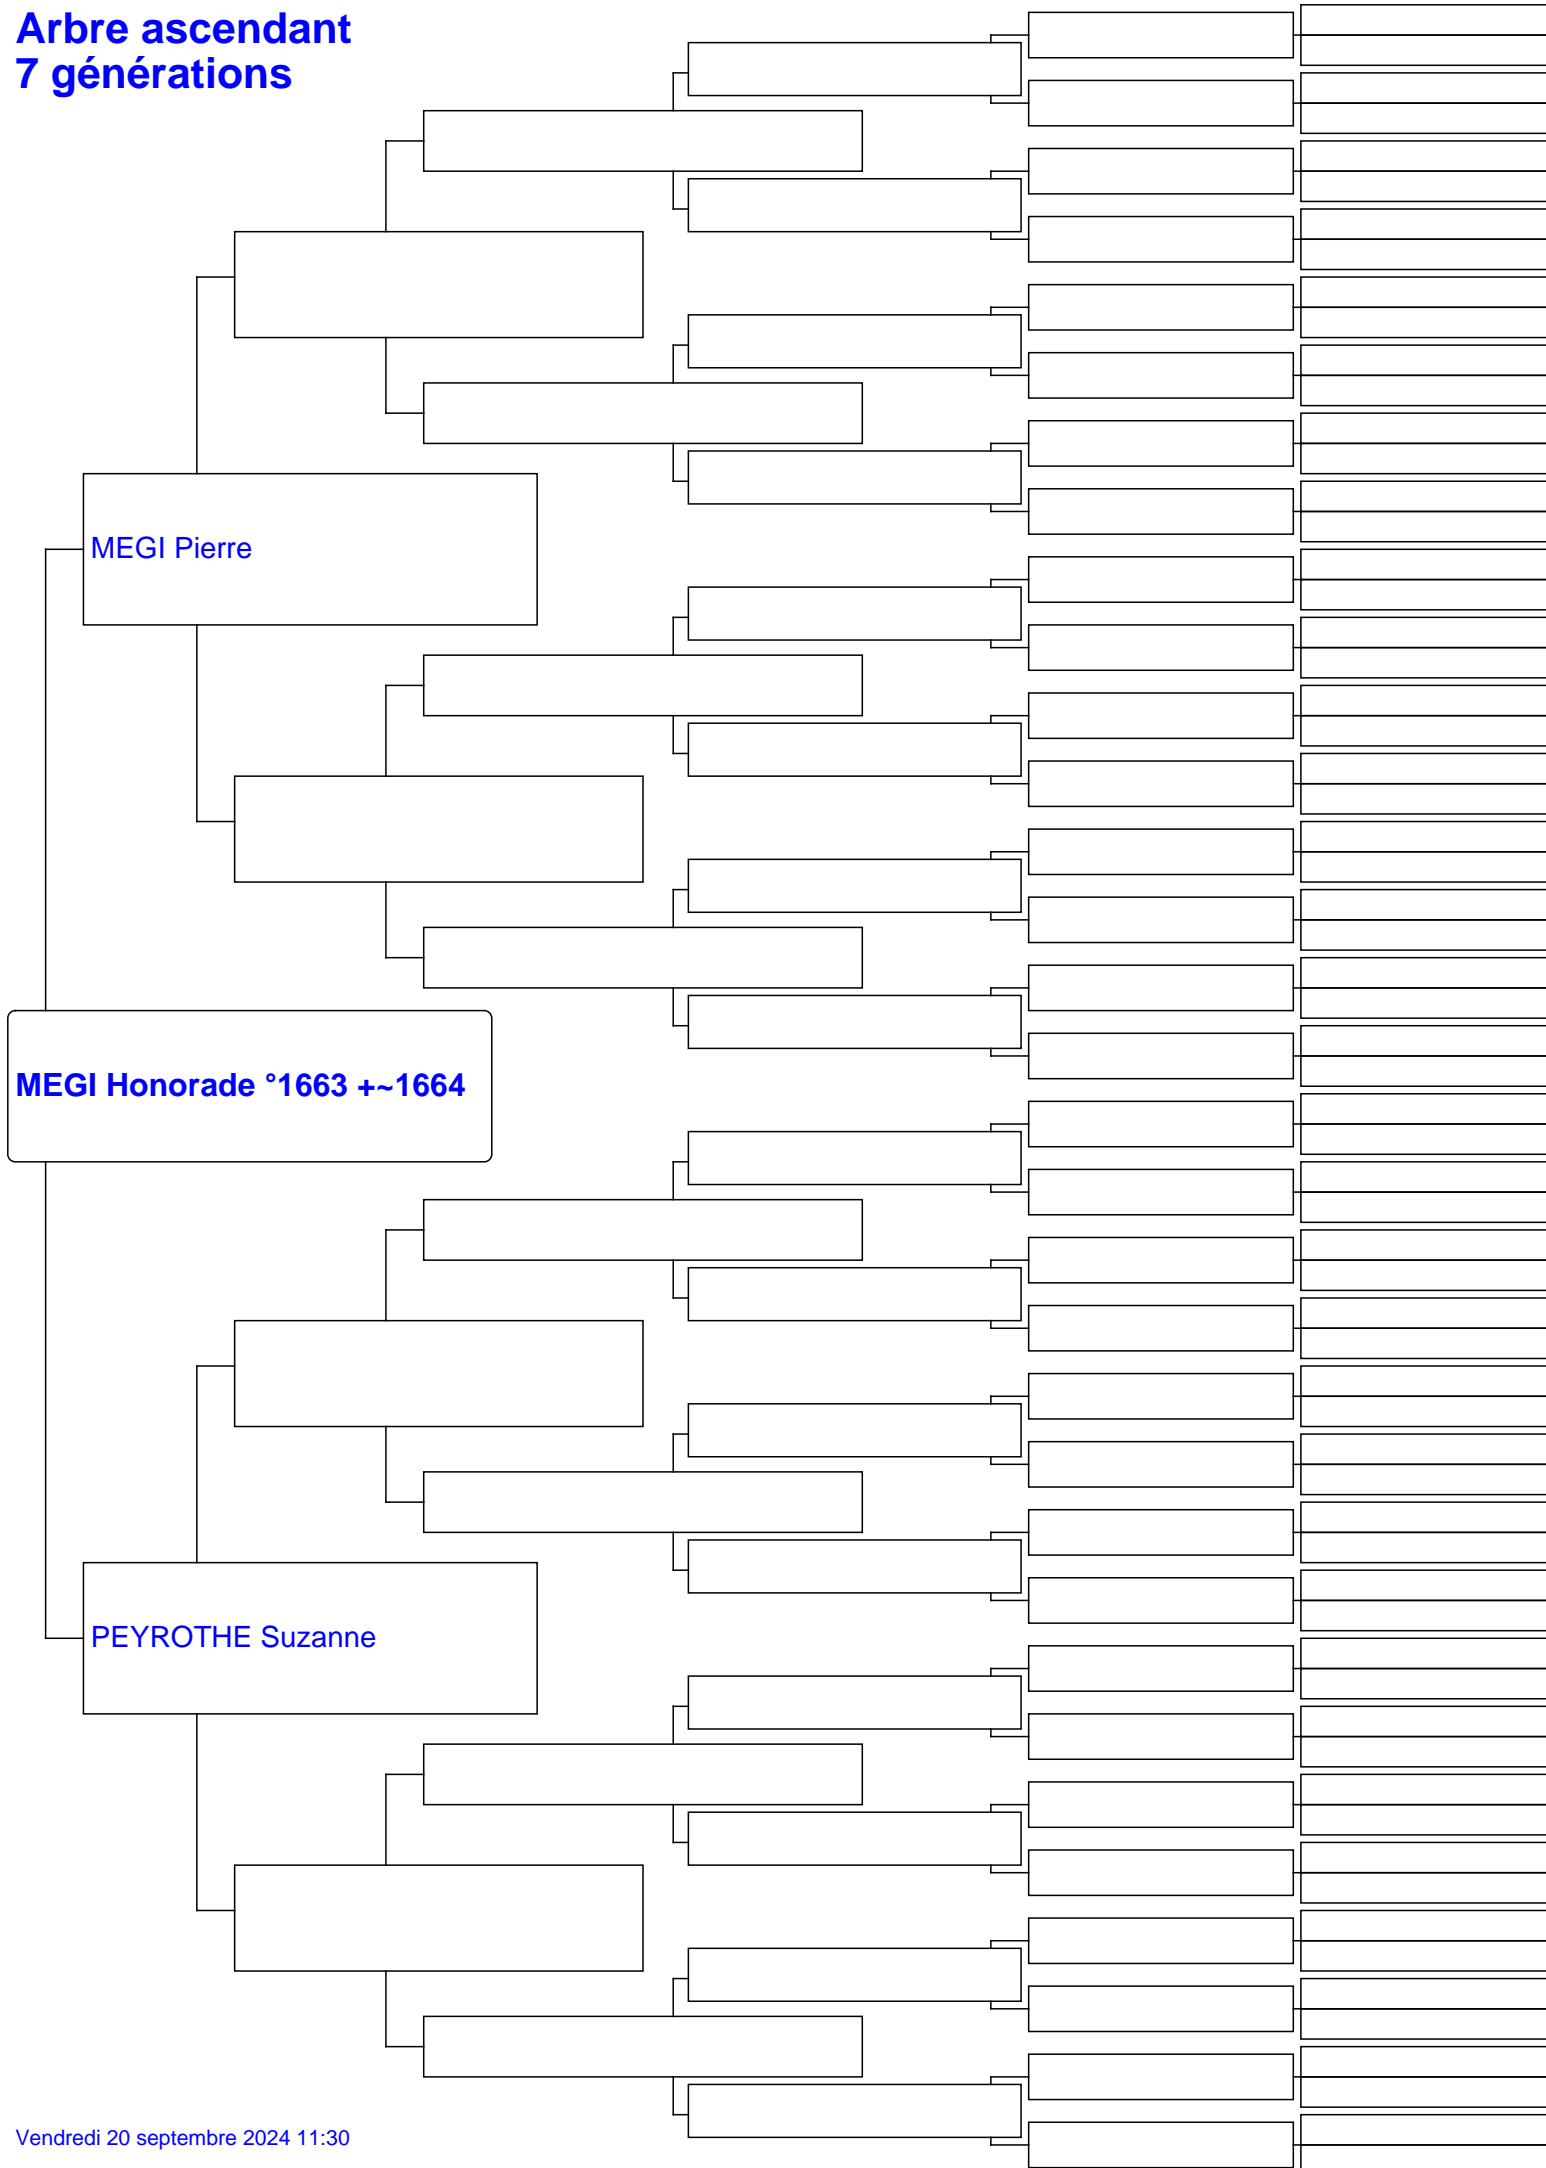 Arbre ascendant
7 générations
MEGI Pierre
MEGI Honorade °1663 +~1664
PEYROTHE Suzanne
Vendredi 20 septembre 2024 11:30